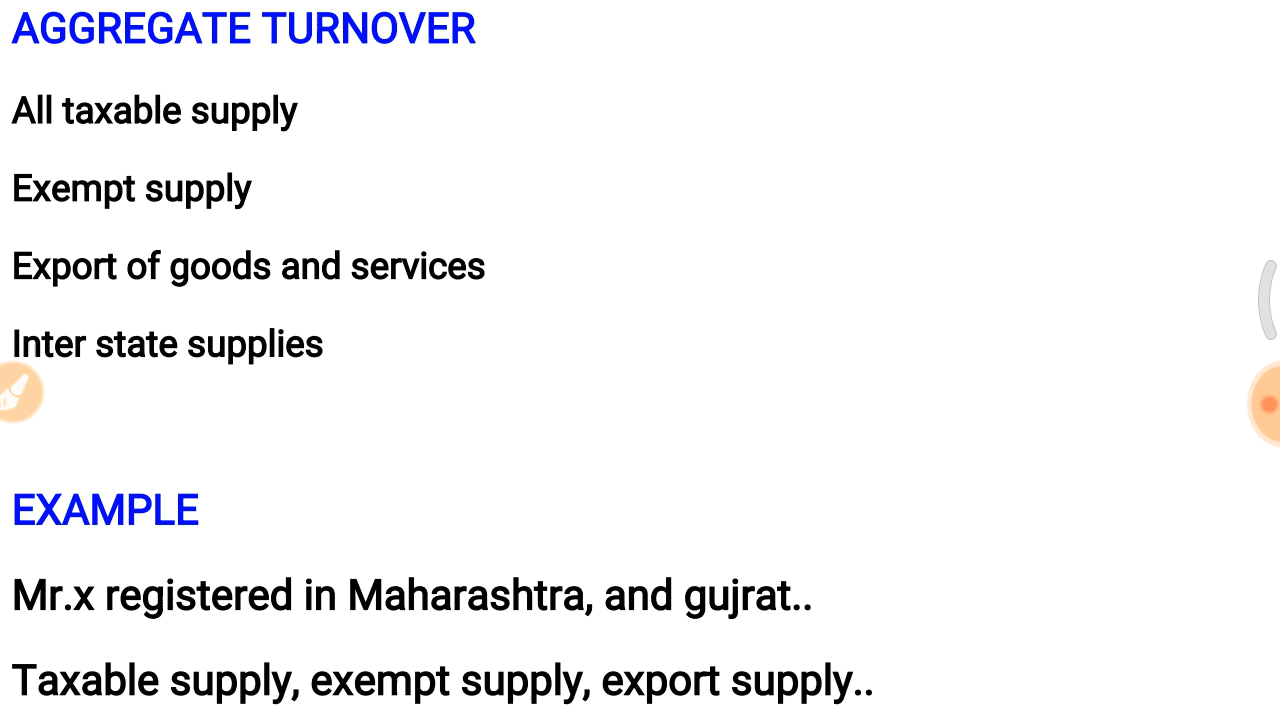 AGGREGATE TURNOVER
All taxable supply
Exempt supply
Export of goods and services
Inter state supplies
EXAMPLE
Mr.x registered in Maharashtra, and gujrat..
Taxable supply, exempt supply, export supply..